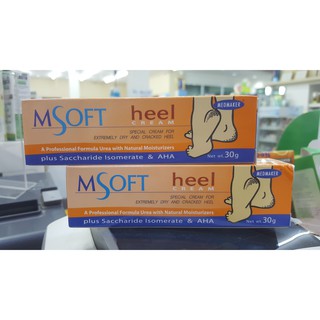 MSOFT heel
CREAM
MEDMAKER
SPECIAL CREAM FOR
EXTREMELY DRY AND CRACKED HEEL
A Professional Formula Urea with Natural Moisturizers
Net wt. 30g
plus Saccharide Isomerate & AHA
MSOFT heel
CREAM
MEDMAKER
SPECIAL CREAM FOR
EXTREMELY DRY AND CRACKED HEEL
A Professional Formula Urea with Natural Moisturizers
Net wt. 30g
plus Saccharide Isomerate & AHA